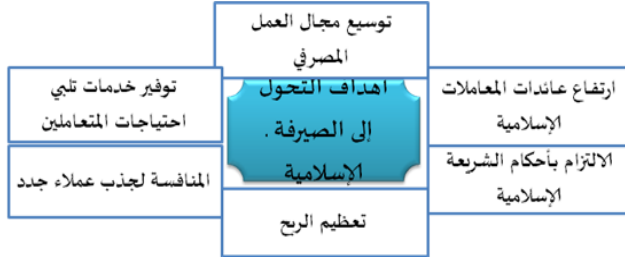 توسيع مجال العمل
المصرفي
ارتفاع عائدات المعاملات
الإسلامية
اهداف التحول
إلى الصيرفة .
الإسلامية
توفير خدمات تلبي
احتياجات المتعاملين
الالتزام بأحكام الشريعة
الإسلامية
المنافسة لجذب عملاء جدد
تعظيم الربح